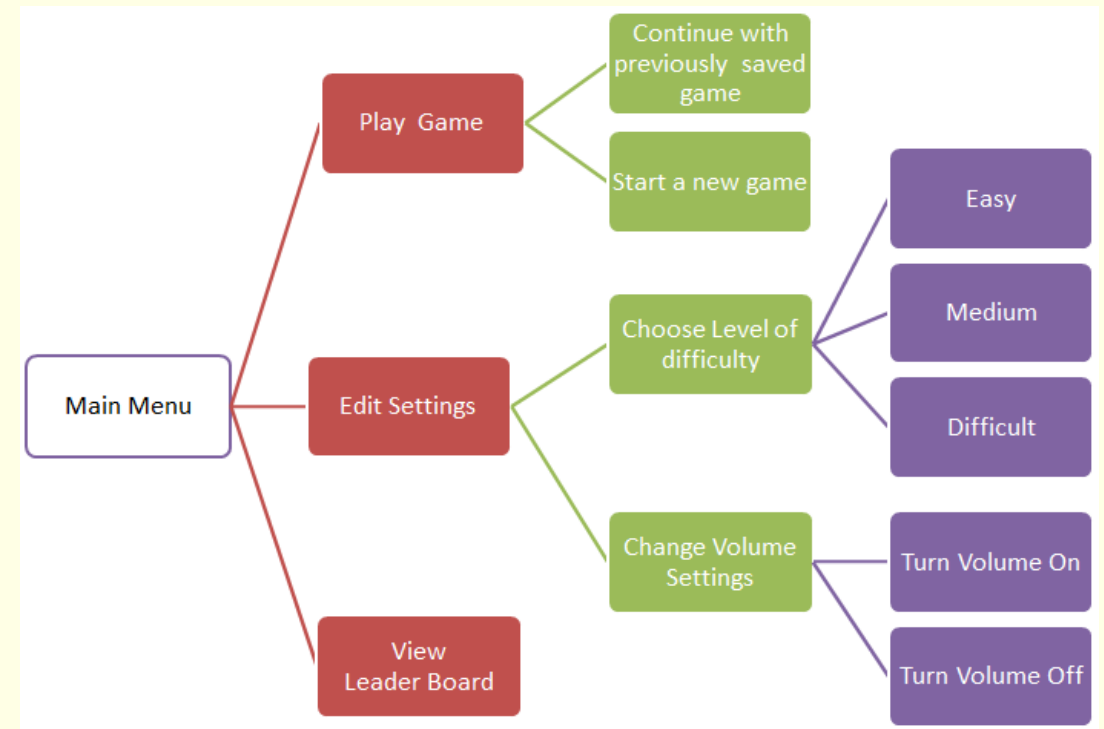 Main Menu
Play Game
Edit Settings
View
Leader Board
Continue with
previously saved
game
Start a new game
Choose Level of
difficulty
Change Volume
Settings
Easy
Medium
Difficult
Turn Volume On
Turn Volume Off